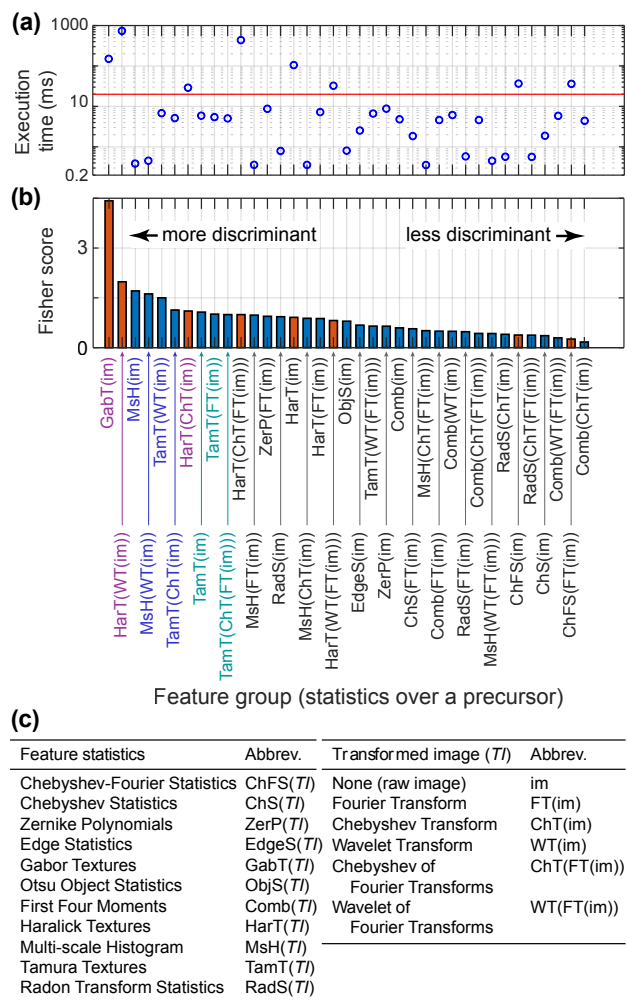 (a)
1000
10
0.2
Execution
time (ms)
(b)
more discriminant
less discriminant
3
0
Fisher score
GabT(im)
MsH(im)
TamT(WT(im))
HarT(ChT(im))
TamT(FT(im))
HarT(ChT(FT(im)))
ZerP(FT(im))
HarT(im)
HarT(FT(im))
ObjS(im)
TamT(WT(FT(im)))
Comb(im)
MsH(ChT(FT(im)))
Comb(WT(im))
Comb(ChT(FT(im)))
RadS(ChT(im))
RadS(ChT(FT(im)))
Comb(WT(FT(im)))
Comb(ChT(im))
HarT(WT(im))
MsH(WT(im))
TamT(ChT(im))
TamT(im)
TamT(ChT(FT(im)))
MsH(FT(im))
RadS(im)
MsH(ChT(im))
HarT(WT(FT(im)))
EdgeS(im)
ZerP(im)
ChS(FT(im))
Comb(FT(im))
RadS(FT(im))
MsH(WT(FT(im)))
ChFS(im)
ChS(im)
ChFS(FT(im))
Feature group (statistics over a precursor)
(c)
Feature statistics Abbrev. Transformed image (TI) Abbrev.
Chebyshev-Fourier Statistics ChFS(TI) None (raw image) im
Chebyshev Statistics ChS(TI) Fourier Transform FT(im)
Zernike Polynomials ZerP(TI) Chebyshev Transform ChT(im)
Edge Statistics EdgeS(TI) Wavelet Transform WT(im)
Gabor Textures GabT(TI) Chebyshev of ChT(FT(im))
Otsu Object Statistics ObjS(TI) Fourier Transforms
First Four Moments Comb(TI) Wavelet of WT(FT(im))
Haralick Textures HarT(TI) Fourier Transforms
Multi-scale Histogram MsH(TI)
Tamura Textures TamT(TI)
Radon Transform Statistics RadS(TI)